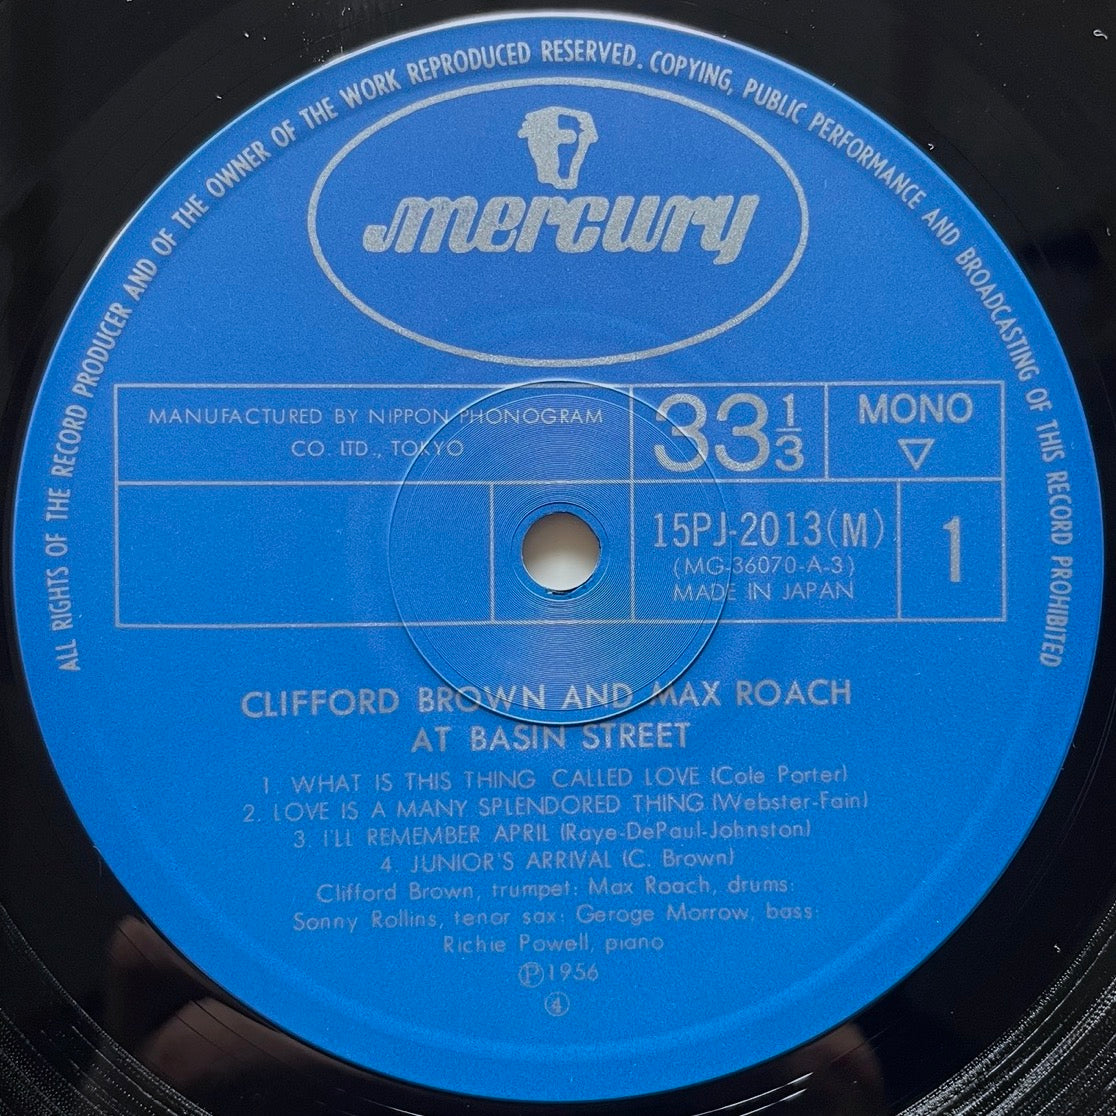 ALL RIGHTS OF THE RECORD PRODUCER AND OF THE OWNER OF THE WORK REPRODUCED RESERVED. COPYING, PUBLIC PERFORMANCE AND BROADCASTING OF THIS RECORD PROHIBITED
mercury
MANUFACTURED BY NIPPON PHONOGRAM
CO. LTD., TOKYO
33 1/3
MONO
▽
15PJ-2013(M)
(MG-36070-A-3)
MADE IN JAPAN
1
CLIFFORD BROWN AND MAX ROACH
AT BASIN STREET
1. WHAT IS THIS THING CALLED LOVE (Cole Porter)
2. LOVE IS A MANY SPLENDORED THING (Webster-Fain)
3. I'LL REMEMBER APRIL (Raye-DePaul-Johnston)
4. JUNIOR'S ARRIVAL (C. Brown)
Clifford Brown, trumpet: Max Roach, drums:
Sonny Rollins, tenor sax: Geroge Morrow, bass:
Richie Powell, piano
Ⓟ1956
④